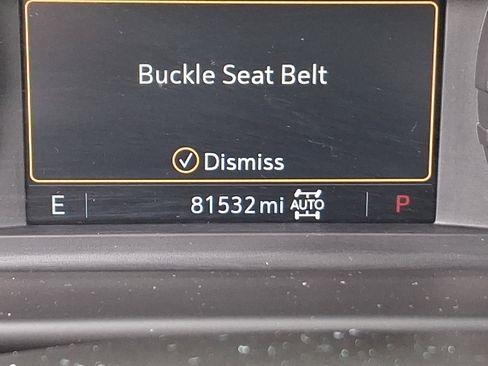 Buckle Seat Belt
Dismiss
E 81532 mi AUTO P